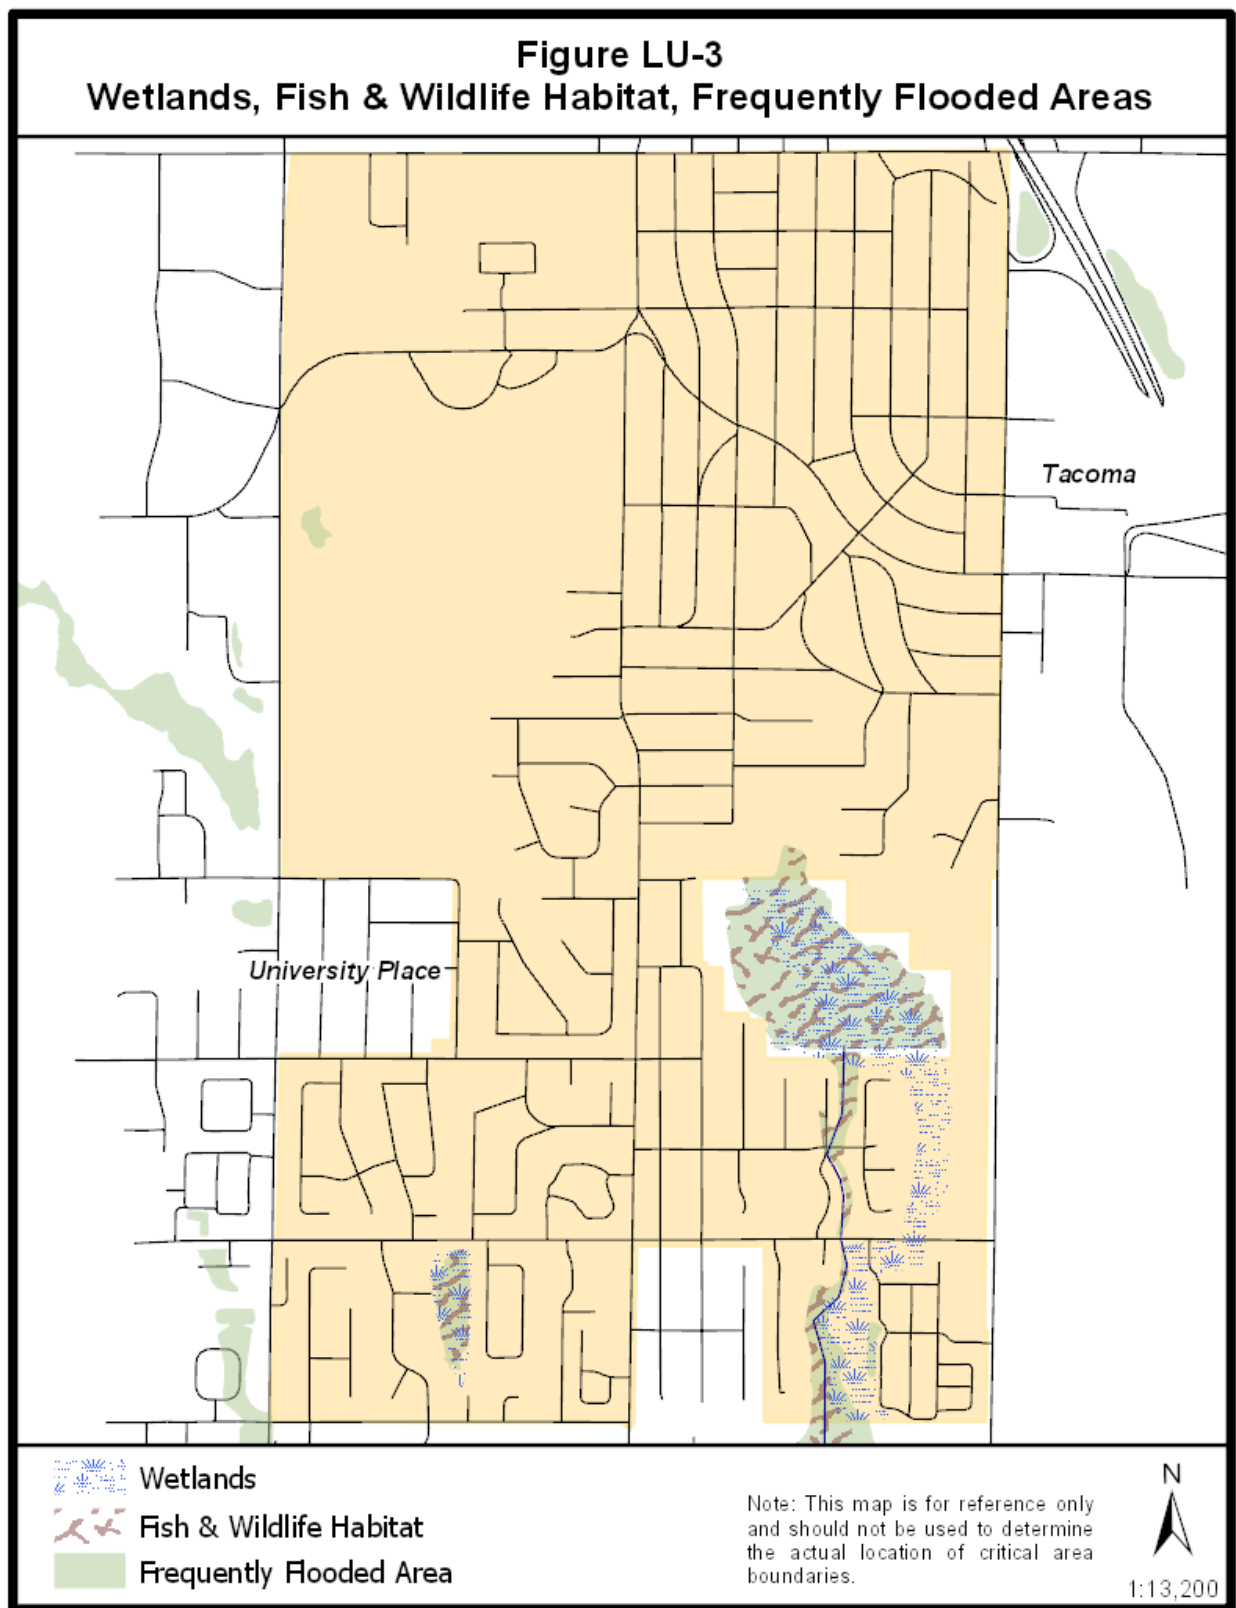 Figure LU-3
Wetlands, Fish & Wildlife Habitat, Frequently Flooded Areas
Tacoma
University Place
Wetlands
Fish & Wildlife Habitat
Frequently Flooded Area
Note: This map is for reference only
and should not be used to determine
the actual location of critical area
boundaries.
N
1:13,200